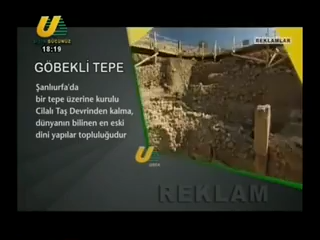 REKLAMLAR
18:19
GÖBEKLİ TEPE
Şanlıurfa'da
bir tepe üzerine kurulu
Cilalı Taş Devrinden kalma,
dünyanın bilinen en eski
dini yapılar topluluğudur
REKLAM